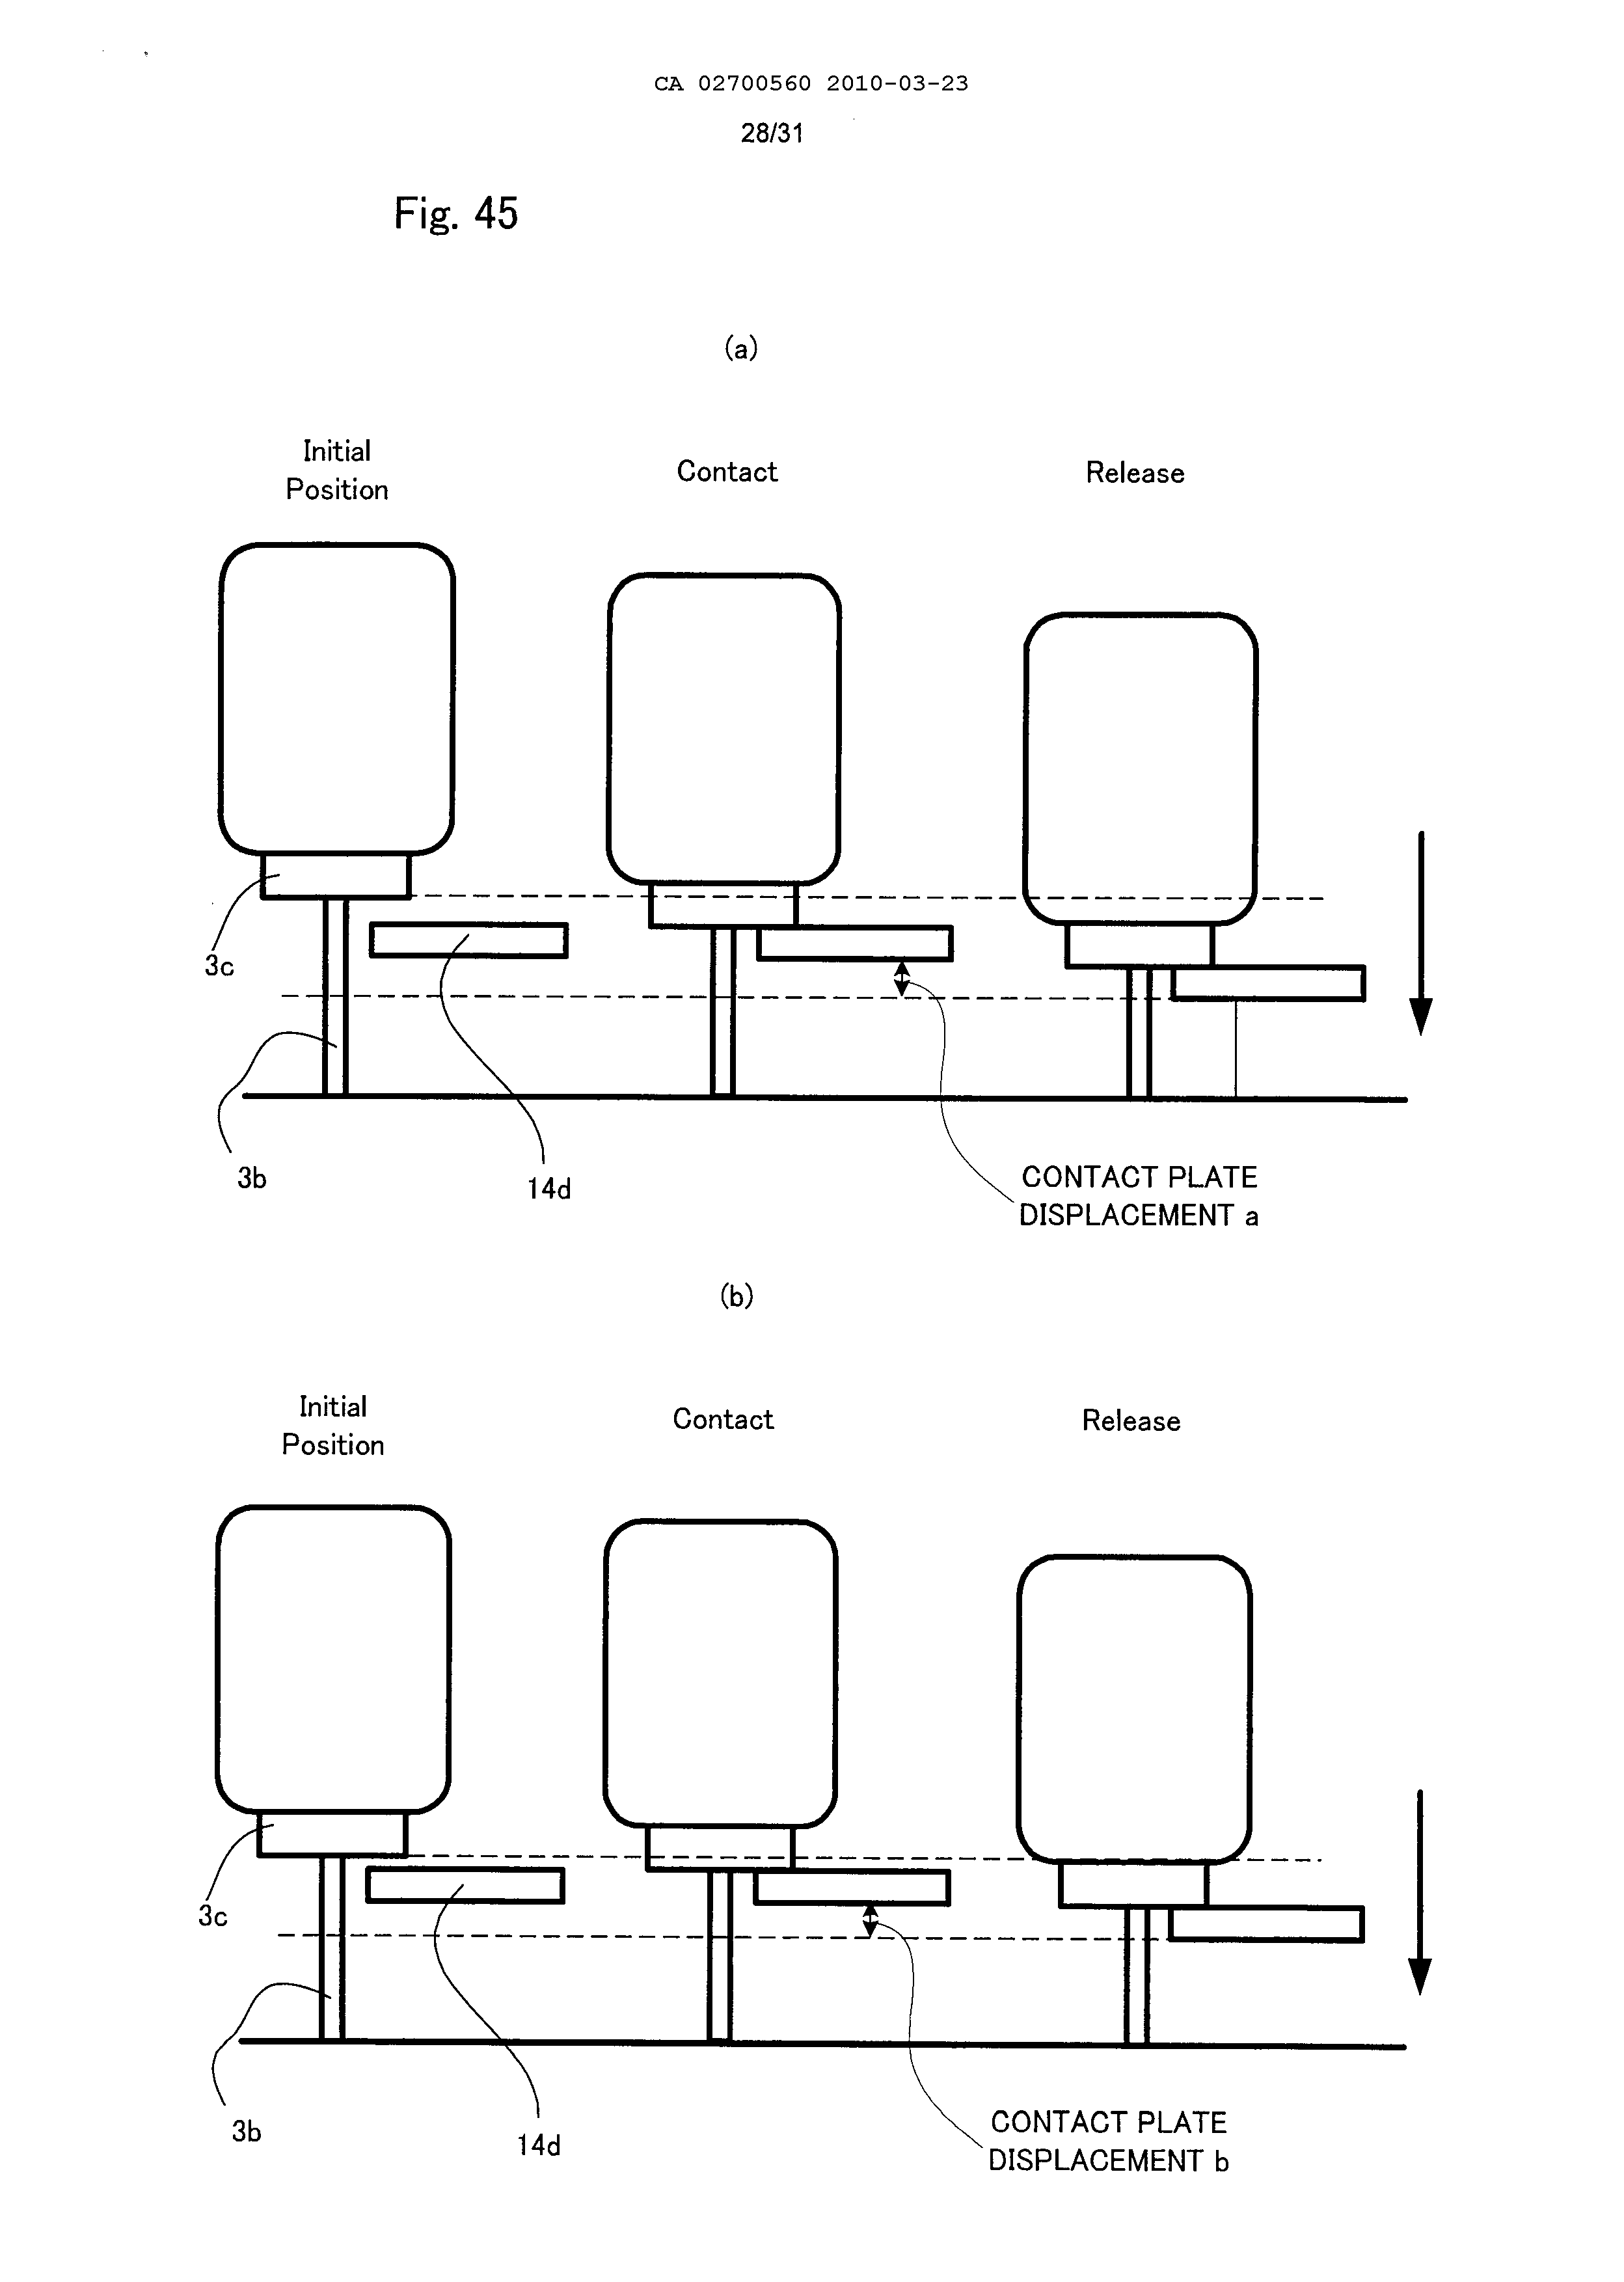 CA 02700560 2010-03-23
28/31
Fig. 45
(a)
Initial
Position
Contact
Release
3c
3b
14d
CONTACT PLATE
DISPLACEMENT a
(b)
Initial
Position
Contact
Release
3c
3b
14d
CONTACT PLATE
DISPLACEMENT b